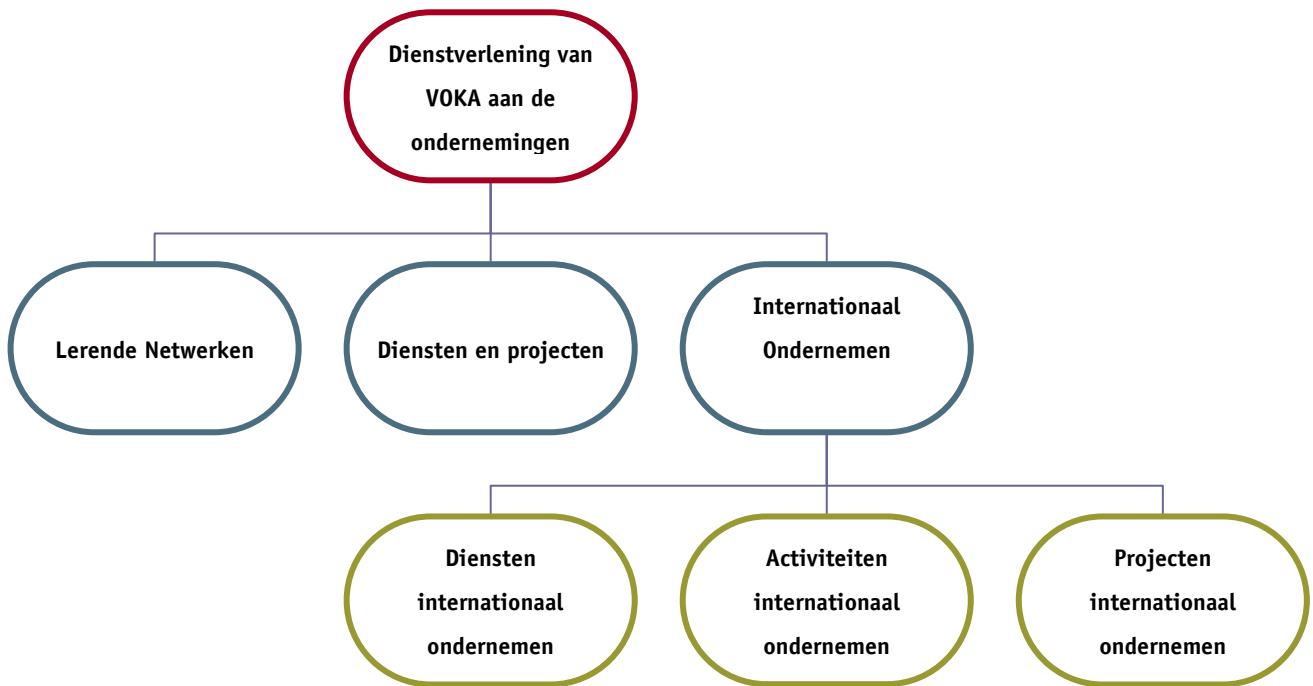 Dienstverlening van
VOKA aan de
ondernemingen
Lerende Netwerken
Diensten en projecten
Internationaal
Ondernemen
Diensten
internationaal
ondernemen
Activiteiten
internationaal
ondernemen
Projecten
internationaal
ondernemen